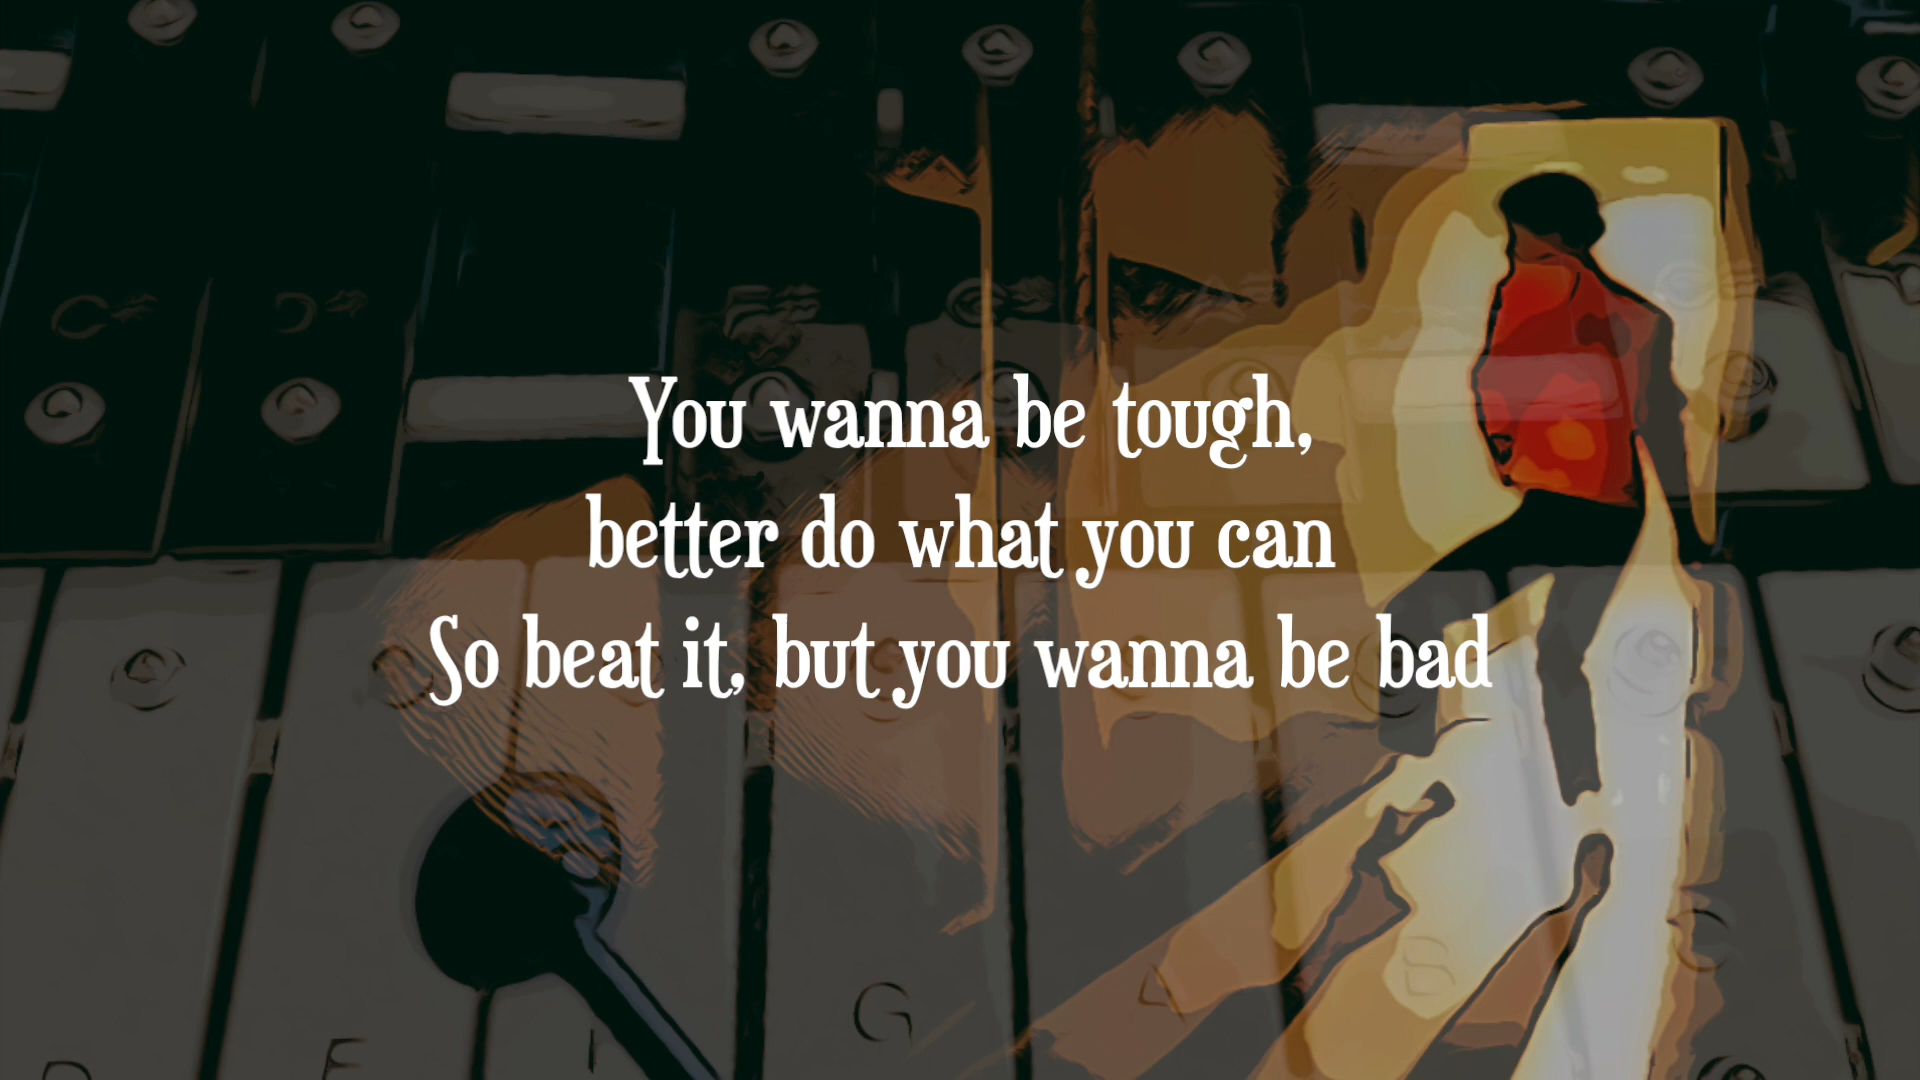 You wanna be tough,
better do what you can
So beat it, but you wanna be bad
C#
D#
G
A
B